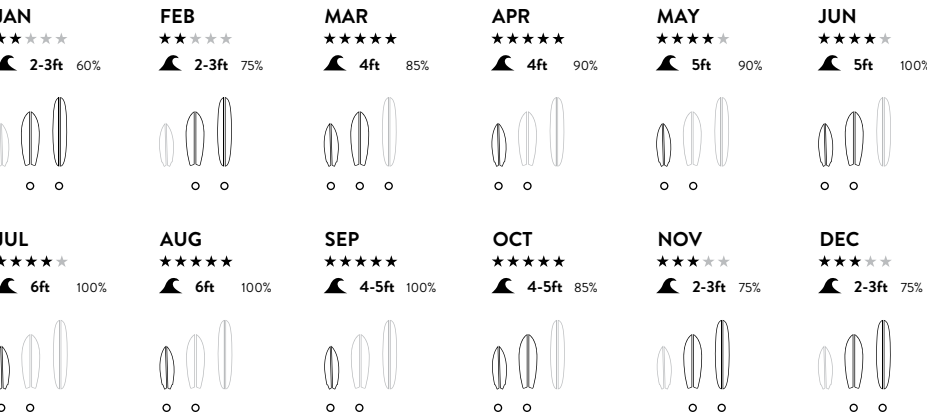 JAN
2-3ft 60%
FEB
2-3ft 75%
MAR
4ft 85%
APR
4ft 90%
MAY
5ft 90%
JUN
5ft 100%
JUL
6ft 100%
AUG
6ft 100%
SEP
4-5ft 100%
OCT
4-5ft 85%
NOV
2-3ft 75%
DEC
2-3ft 75%